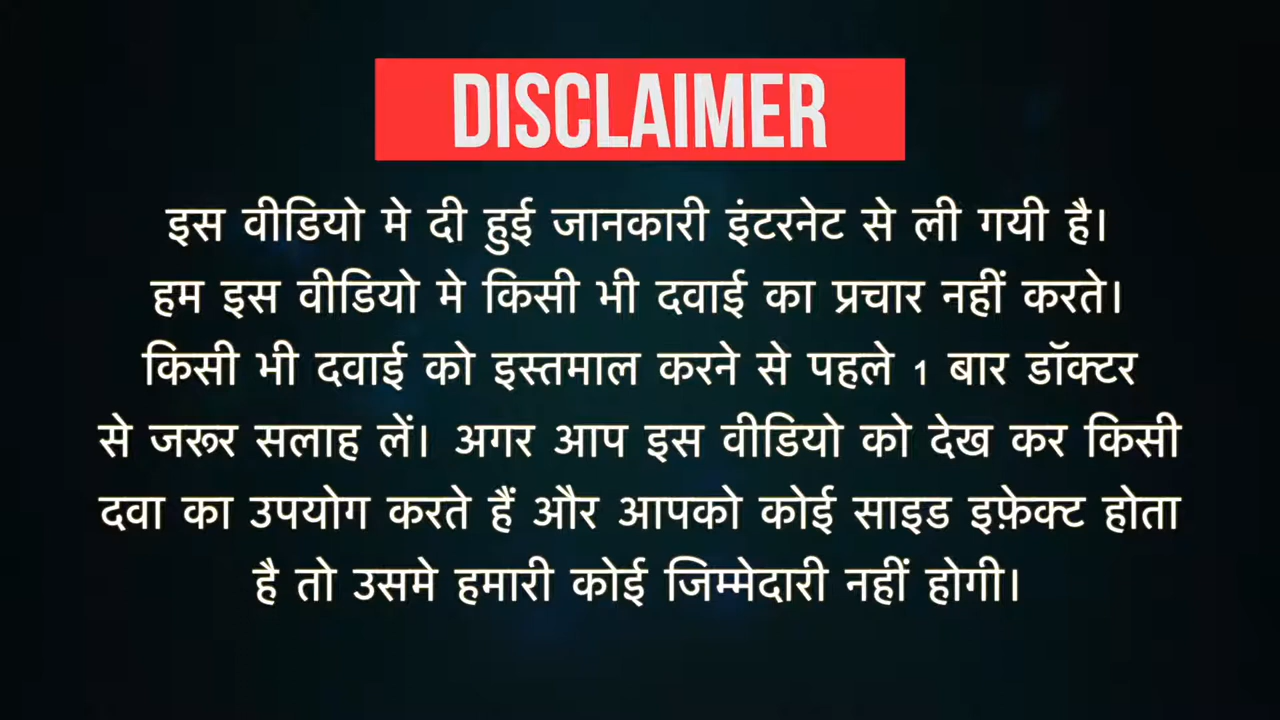 DISCLAIMER
इस वीडियो मे दी हुई जानकारी इंटरनेट से ली गयी है।
हम इस वीडियो मे किसी भी दवाई का प्रचार नहीं करते।
किसी भी दवाई को इस्तमाल करने से पहले 1 बार डॉक्टर
से जरूर सलाह लें। अगर आप इस वीडियो को देख कर किसी
दवा का उपयोग करते हैं और आपको कोई साइड इफ़ेक्ट होता
है तो उसमे हमारी कोई जिम्मेदारी नहीं होगी।